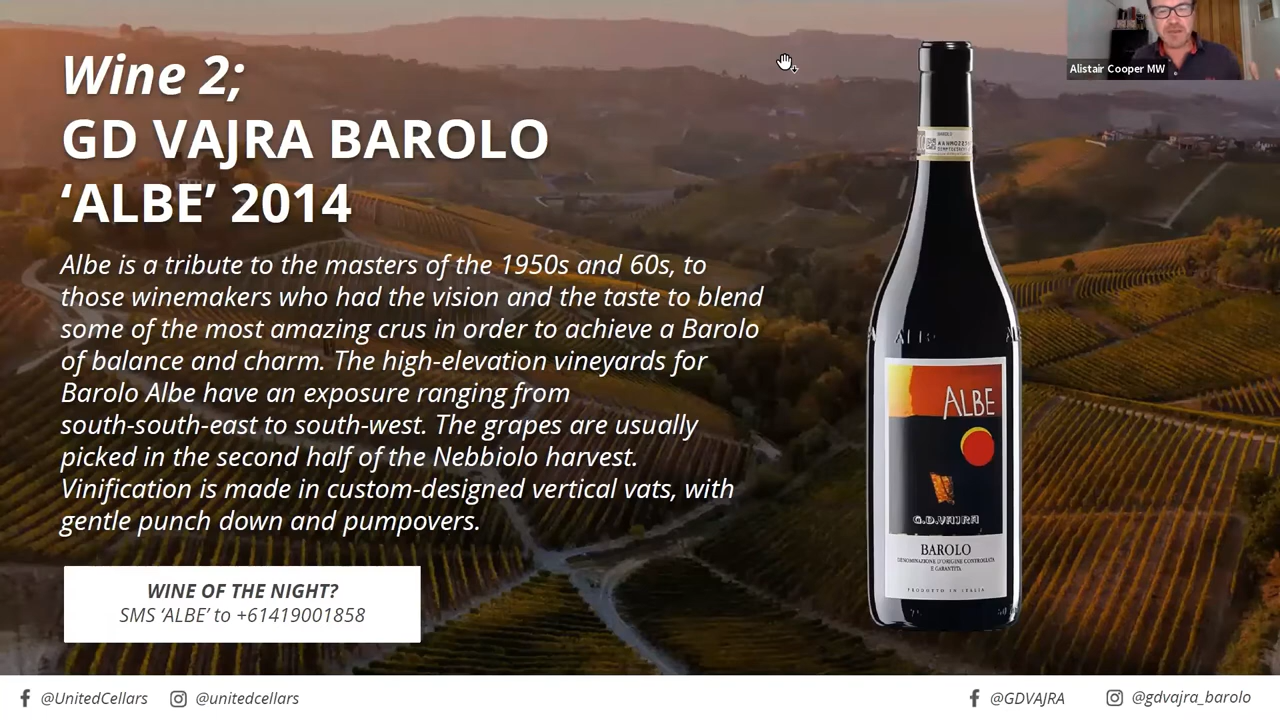 Wine 2;
GD VAJRA BAROLO
‘ALBE’ 2014
Albe is a tribute to the masters of the 1950s and 60s, to
those winemakers who had the vision and the taste to blend
some of the most amazing crus in order to achieve a Barolo
of balance and charm. The high-elevation vineyards for
Barolo Albe have an exposure ranging from
south-south-east to south-west. The grapes are usually
picked in the second half of the Nebbiolo harvest.
Vinification is made in custom-designed vertical vats, with
gentle punch down and pumpovers.
WINE OF THE NIGHT?
SMS ‘ALBE’ to +61419001858
Alistair Cooper MW
ALBE
G.D.VAJRA
BAROLO
DENOMINAZIONE D'ORIGINE CONTROLLATA
E GARANTITA
PRODOTTO IN ITALIA
@UnitedCellars
@unitedcellars
@GDVAJRA
@gdvajra_barolo